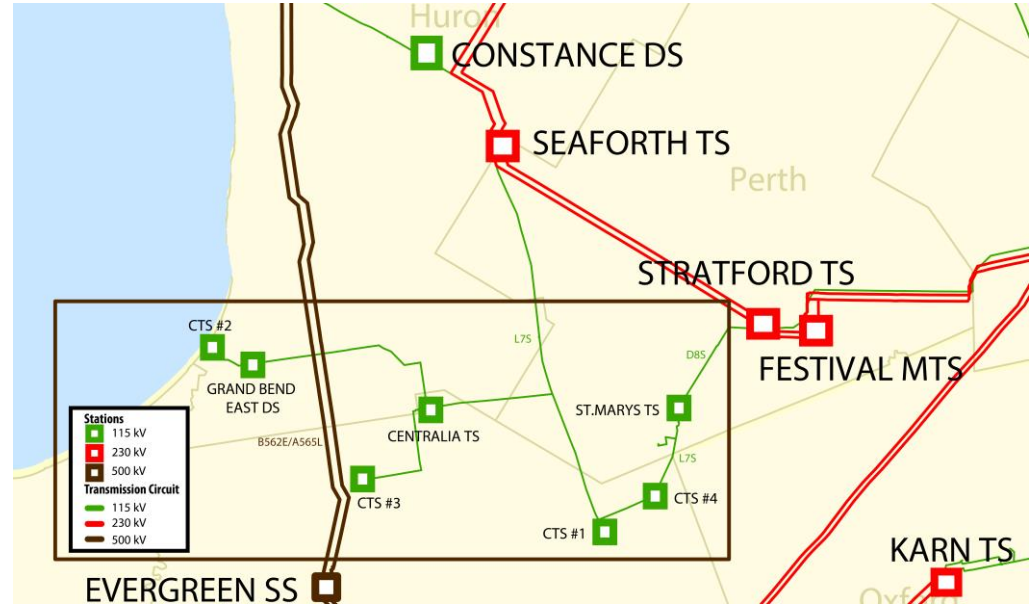 Huron
CONSTANCE DS
SEAFORTH TS
Perth
STRATFORD TS
FESTIVAL MTS
L7S
D8S
CTS #2
GRAND BEND
EAST DS
CENTRALIA TS
ST.MARYS TS
B562E/A565L
L7S
CTS #3
CTS #4
CTS #1
Stations
115 kV
230 kV
500 kV
Transmission Circuit
115 kV
230 kV
500 kV
EVERGREEN SS
KARN TS
Oxford